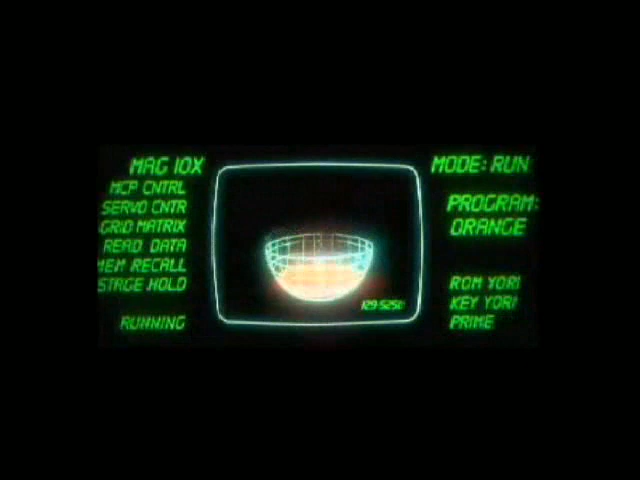 MAG 10X
MCP CNTRL
SERVO CNTR
GRID MATRIX
READ DATA
MEM RECALL
STRGE HOLD
RUNNING
MODE: RUN
PROGRAM:
ORANGE
ROM YORI
KEY YORI
PRIME